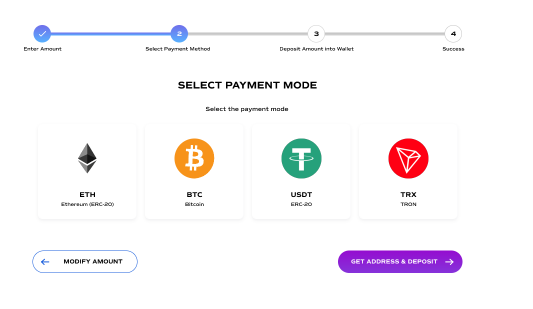 2
3
4
Enter Amount
Select Payment Method
Deposit Amount into Wallet
Success
SELECT PAYMENT MODE
Select the payment mode
ETH
Ethereum (ERC-20)
BTC
Bitcoin
USDT
ERC-20
TRX
TRON
MODIFY AMOUNT
GET ADDRESS & DEPOSIT